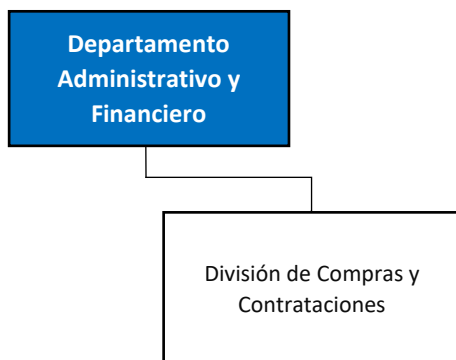 Departamento
Administrativo y
Financiero
División de Compras y
Contrataciones